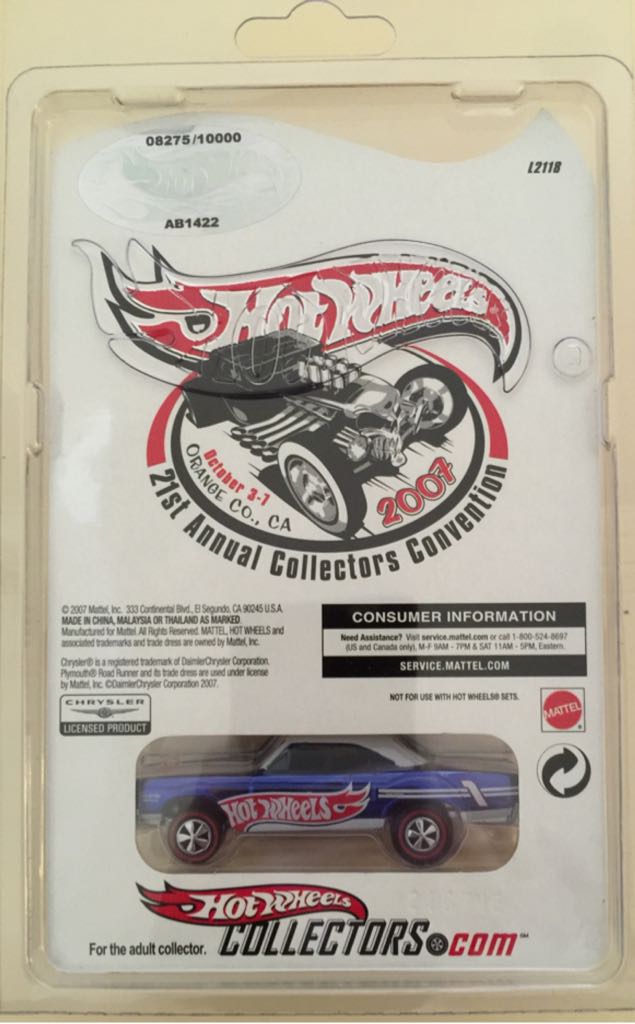 08275/10000
L2118
AB1422
HOT WHEELS
October 3-7
ORANGE CO., CA
2007
21st Annual Collectors Convention
© 2007 Mattel, Inc. 333 Continental Blvd., El Segundo, CA 90245 U.S.A.
MADE IN CHINA, MALAYSIA OR THAILAND AS MARKED.
Manufactured for Mattel. All Rights Reserved. MATTEL, HOT WHEELS and
associated trademarks and trade dress are owned by Mattel, Inc.
Chrysler® is a registered trademark of DaimlerChrysler Corporation.
Plymouth® Road Runner and its trade dress are used under license
by Mattel, Inc. ©DaimlerChrysler Corporation 2007.
CHRYSLER
LICENSED PRODUCT
CONSUMER INFORMATION
Need Assistance? Visit service.mattel.com or call 1-800-524-8697
(US and Canada only), M-F 9AM - 7PM & SAT 11AM - 5PM, Eastern.
SERVICE.MATTEL.COM
NOT FOR USE WITH HOT WHEELS® SETS.
MATTEL
HOT WHEELS
1
HOT WHEELS
For the adult collector. COLLECTORS.COM℠